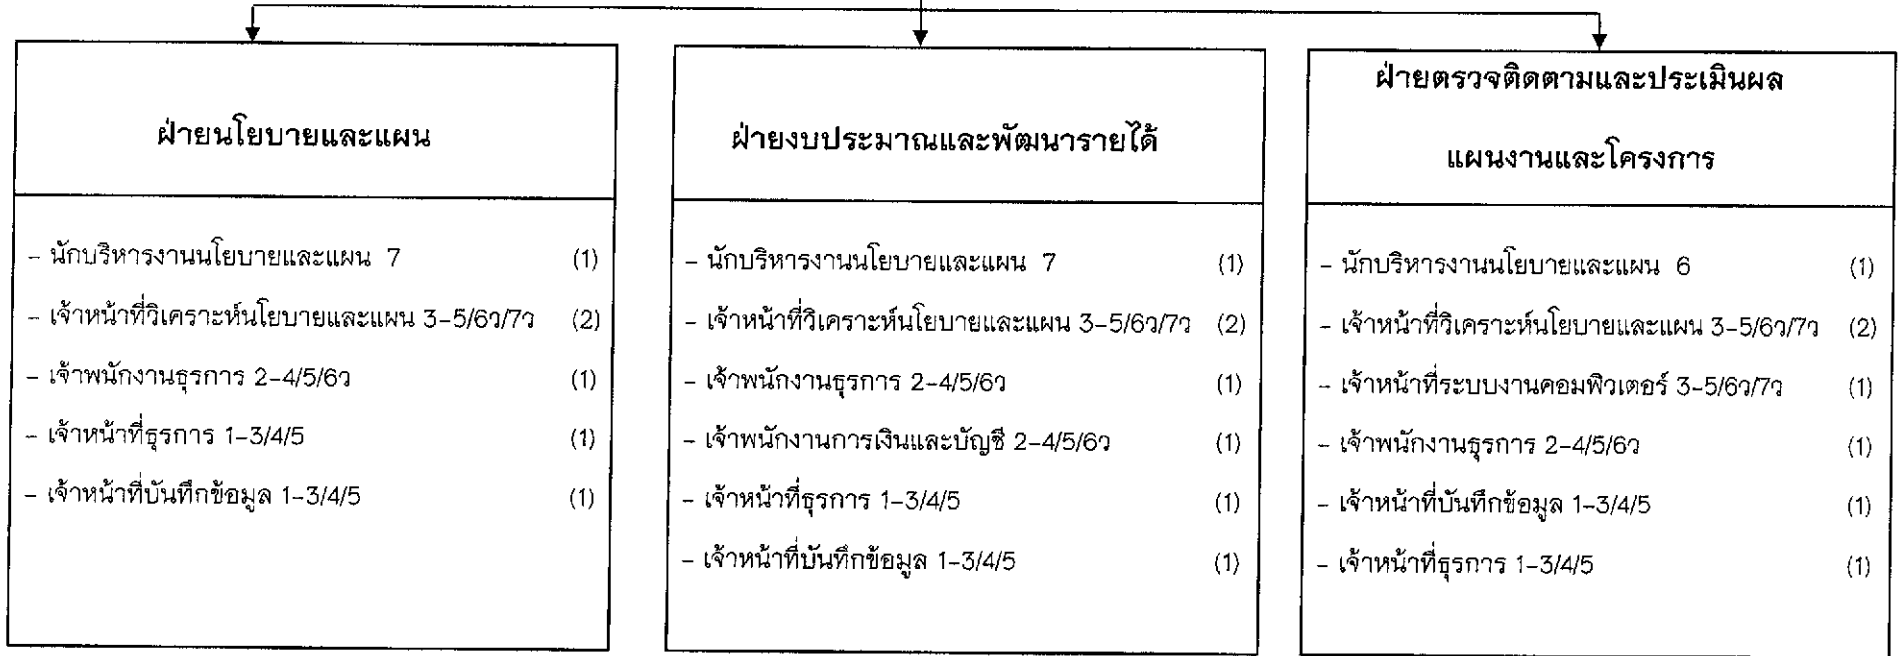 ฝ่ายนโยบายและแผน
– นักบริหารงานนโยบายและแผน 7 (1)
– เจ้าหน้าที่วิเคราะห์นโยบายและแผน 3–5/6ว/7ว (2)
– เจ้าพนักงานธุรการ 2–4/5/6ว (1)
– เจ้าหน้าที่ธุรการ 1–3/4/5 (1)
– เจ้าหน้าที่บันทึกข้อมูล 1–3/4/5 (1)
ฝ่ายงบประมาณและพัฒนารายได้
– นักบริหารงานนโยบายและแผน 7 (1)
– เจ้าหน้าที่วิเคราะห์นโยบายและแผน 3–5/6ว/7ว (2)
– เจ้าพนักงานธุรการ 2–4/5/6ว (1)
– เจ้าพนักงานการเงินและบัญชี 2–4/5/6ว (1)
– เจ้าหน้าที่ธุรการ 1–3/4/5 (1)
– เจ้าหน้าที่บันทึกข้อมูล 1–3/4/5 (1)
ฝ่ายตรวจติดตามและประเมินผล
แผนงานและโครงการ
– นักบริหารงานนโยบายและแผน 6 (1)
– เจ้าหน้าที่วิเคราะห์นโยบายและแผน 3–5/6ว/7ว (2)
– เจ้าหน้าที่ระบบงานคอมพิวเตอร์ 3–5/6ว/7ว (1)
– เจ้าพนักงานธุรการ 2–4/5/6ว (1)
– เจ้าหน้าที่บันทึกข้อมูล 1–3/4/5 (1)
– เจ้าหน้าที่ธุรการ 1–3/4/5 (1)